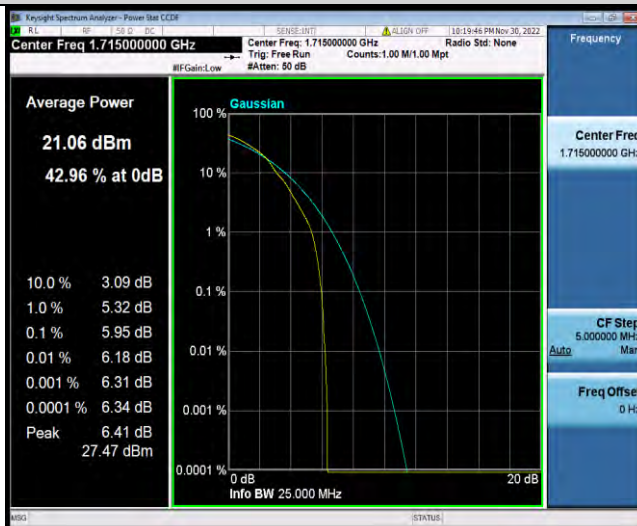 Keysight Spectrum Analyzer - Power Stat CCDF
RL RF 50 Ω DC SENSE:INT ALIGN OFF 10:19:46 PM Nov 30, 2022
Center Freq 1.715000000 GHz
Center Freq: 1.715000000 GHz Radio Std: None
Trig: Free Run Counts:1.00 M/1.00 Mpt
#IFGain:Low #Atten: 50 dB
Frequency
Average Power
21.06 dBm
42.96 % at 0dB
10.0 % 3.09 dB
1.0 % 5.32 dB
0.1 % 5.95 dB
0.01 % 6.18 dB
0.001 % 6.31 dB
0.0001 % 6.34 dB
Peak 6.41 dB
27.47 dBm
Gaussian
100 %
10 %
1 %
0.1 %
0.01 %
0.001 %
0.0001 %
0 dB 20 dB
Info BW 25.000 MHz
Center Freq
1.715000000 GHz
CF Step
5.000000 MHz
Auto Man
Freq Offset
0 Hz
MSG STATUS